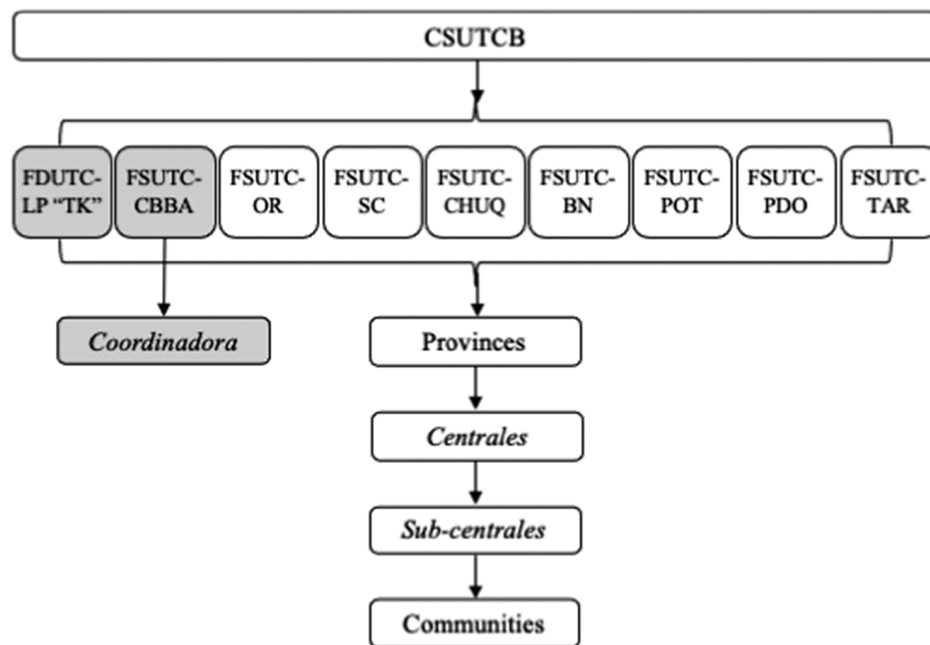 CSUTCB
FDUTC-
LP “TK”
FSUTC-
CBBA
FSUTC-
OR
FSUTC-
SC
FSUTC-
CHUQ
FSUTC-
BN
FSUTC-
POT
FSUTC-
PDO
FSUTC-
TAR
Coordinadora
Provinces
Centrales
Sub-centrales
Communities